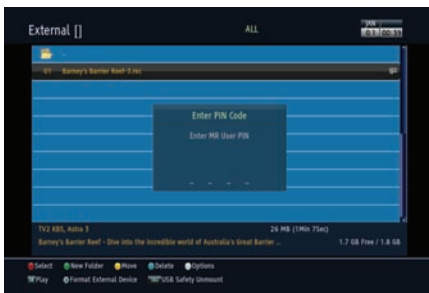 External []
ALL
JAN
01 00:39
..
01 Barney's Barrier Reef-3.rec
Enter PIN Code
Enter MR User PIN
- - - -
TV2 KBS, Astra 3
26 MB (1Min 7Sec)
Barney's Barrier Reef - Dive into the incredible world of Australia's Great Barrier ...
1.7 GB Free / 1.8 GB
Select New Folder Move Delete Options
Play Format External Device USB Safety Unmount